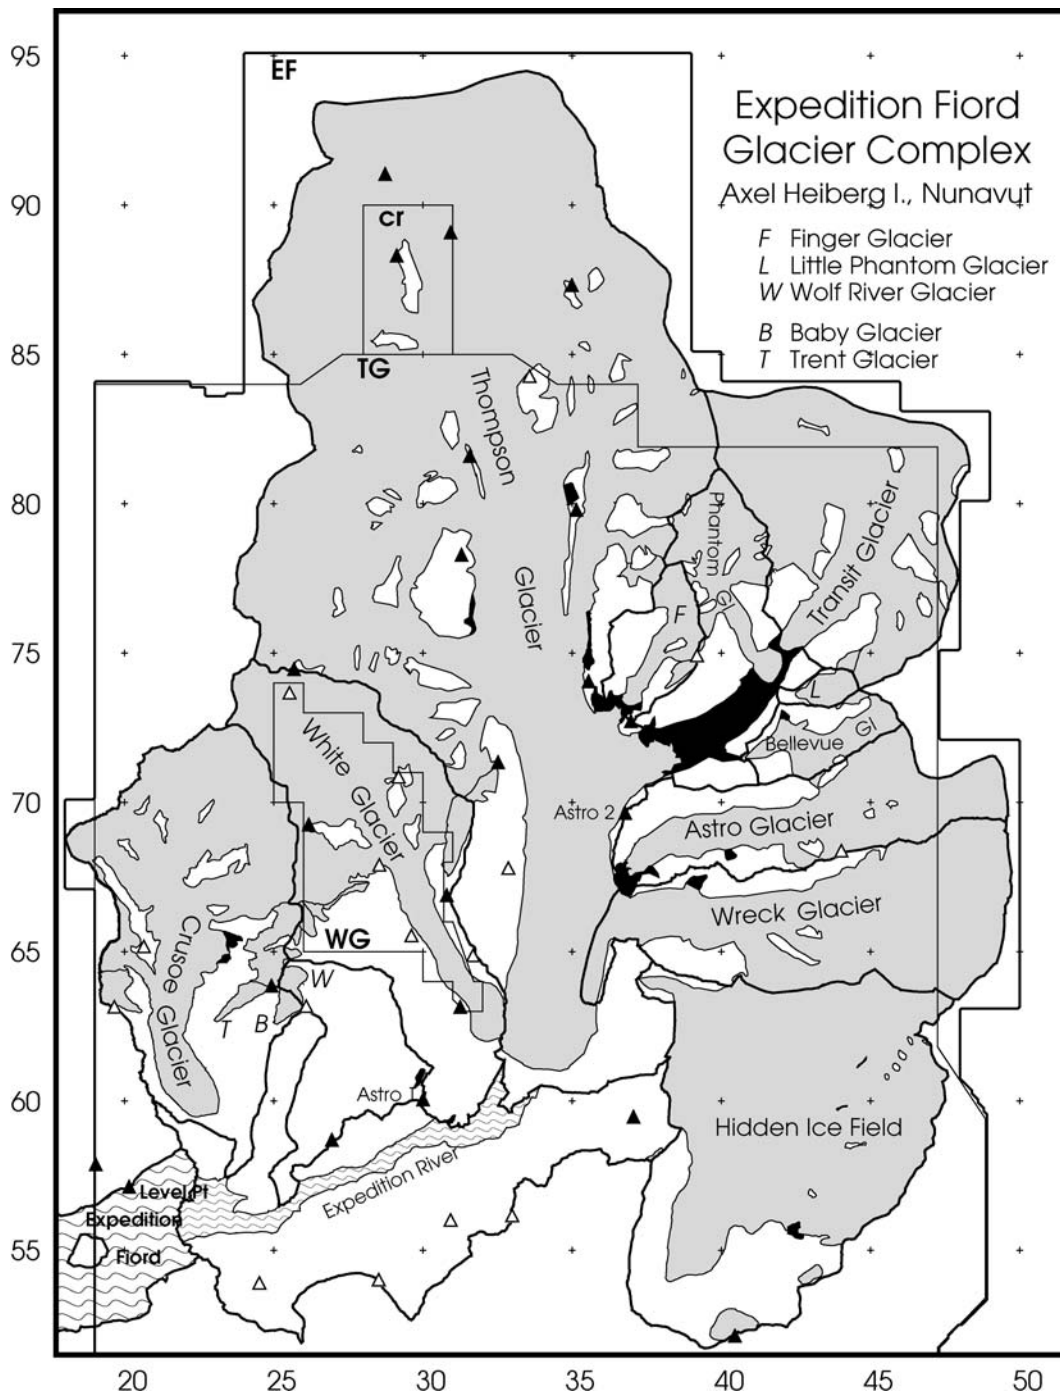 95
90
85
80
75
70
65
60
55
20
25
30
35
40
45
50
EF
Expedition Fiord
Glacier Complex
Axel Heiberg I., Nunavut
F Finger Glacier
L Little Phantom Glacier
W Wolf River Glacier
B Baby Glacier
T Trent Glacier
cr
TG
Thompson
Glacier
Phantom
Gl
Transit Glacier
F
L
Bellevue Gl
White Glacier
Astro 2
Astro Glacier
Wreck Glacier
WG
Crusoe Glacier
W
T
B
Astro
Hidden Ice Field
Expedition River
Level Pt
Expedition
Fiord